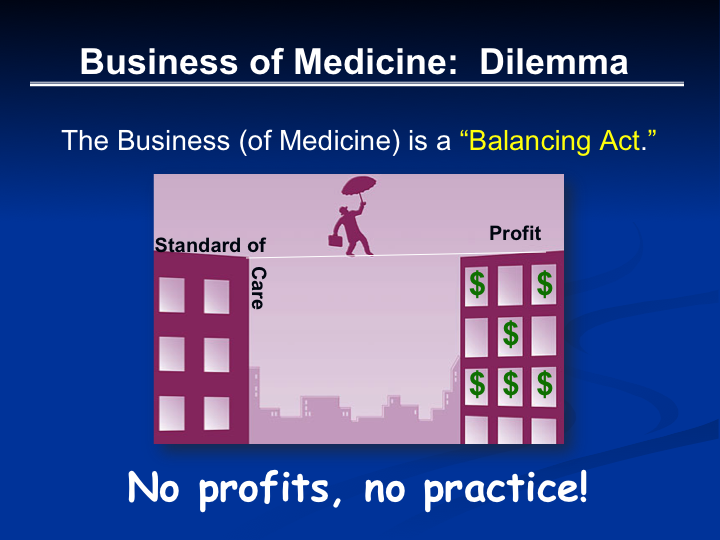 Business of Medicine:  Dilemma
The Business (of Medicine) is a “Balancing Act.”
Standard of
Care
Profit
$ $
$
$ $ $
No profits, no practice!